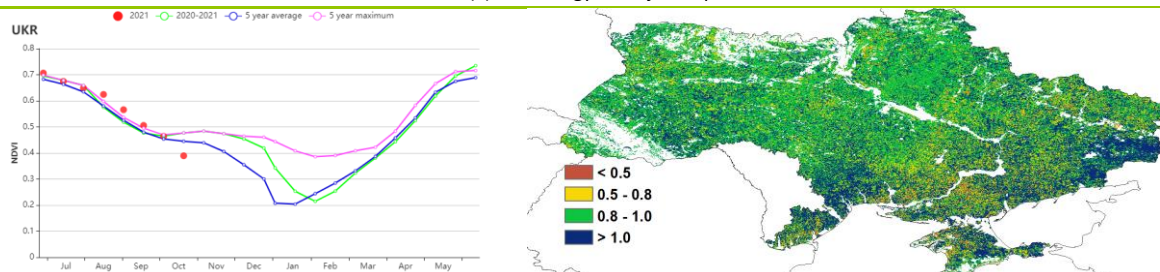 2021 2020-2021 5 year average 5 year maximum
UKR
0.8
0.7
0.6
0.5
0.4
0.3
0.2
0.1
0
NDVI
Jul Aug Sep Oct Nov Dec Jan Feb Mar Apr May
< 0.5
0.5 - 0.8
0.8 - 1.0
> 1.0